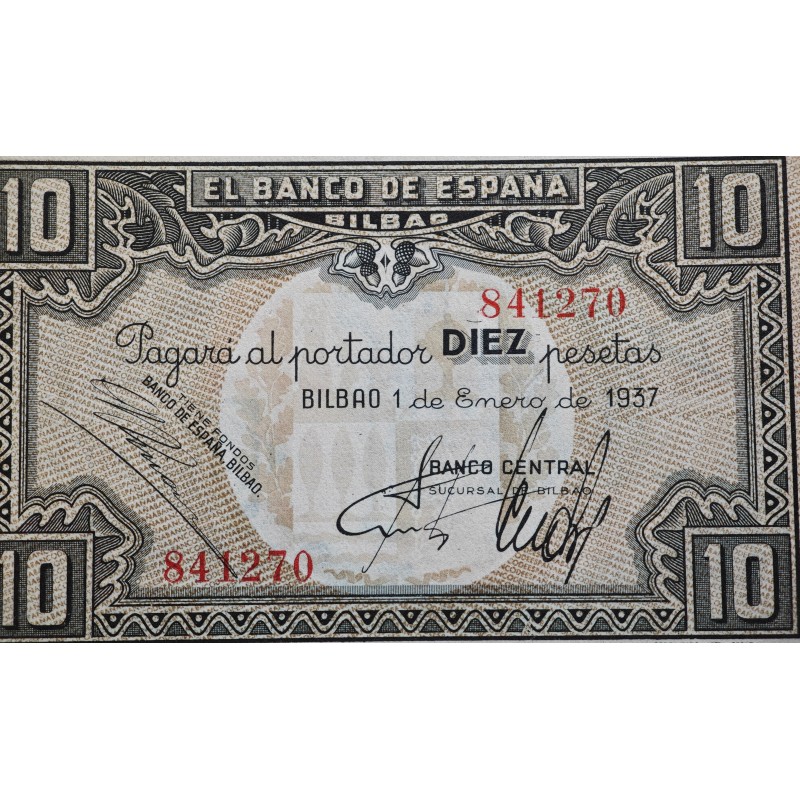 10 EL BANCO DE ESPAÑA 10
BILBAO
841270
Pagará al portador DIEZ pesetas
BILBAO 1 de Enero de 1937
TIENE FONDOS
BANCO DE ESPAÑA, BILBAO.
BANCO CENTRAL
SUCURSAL DE BILBAO
841270
10 10